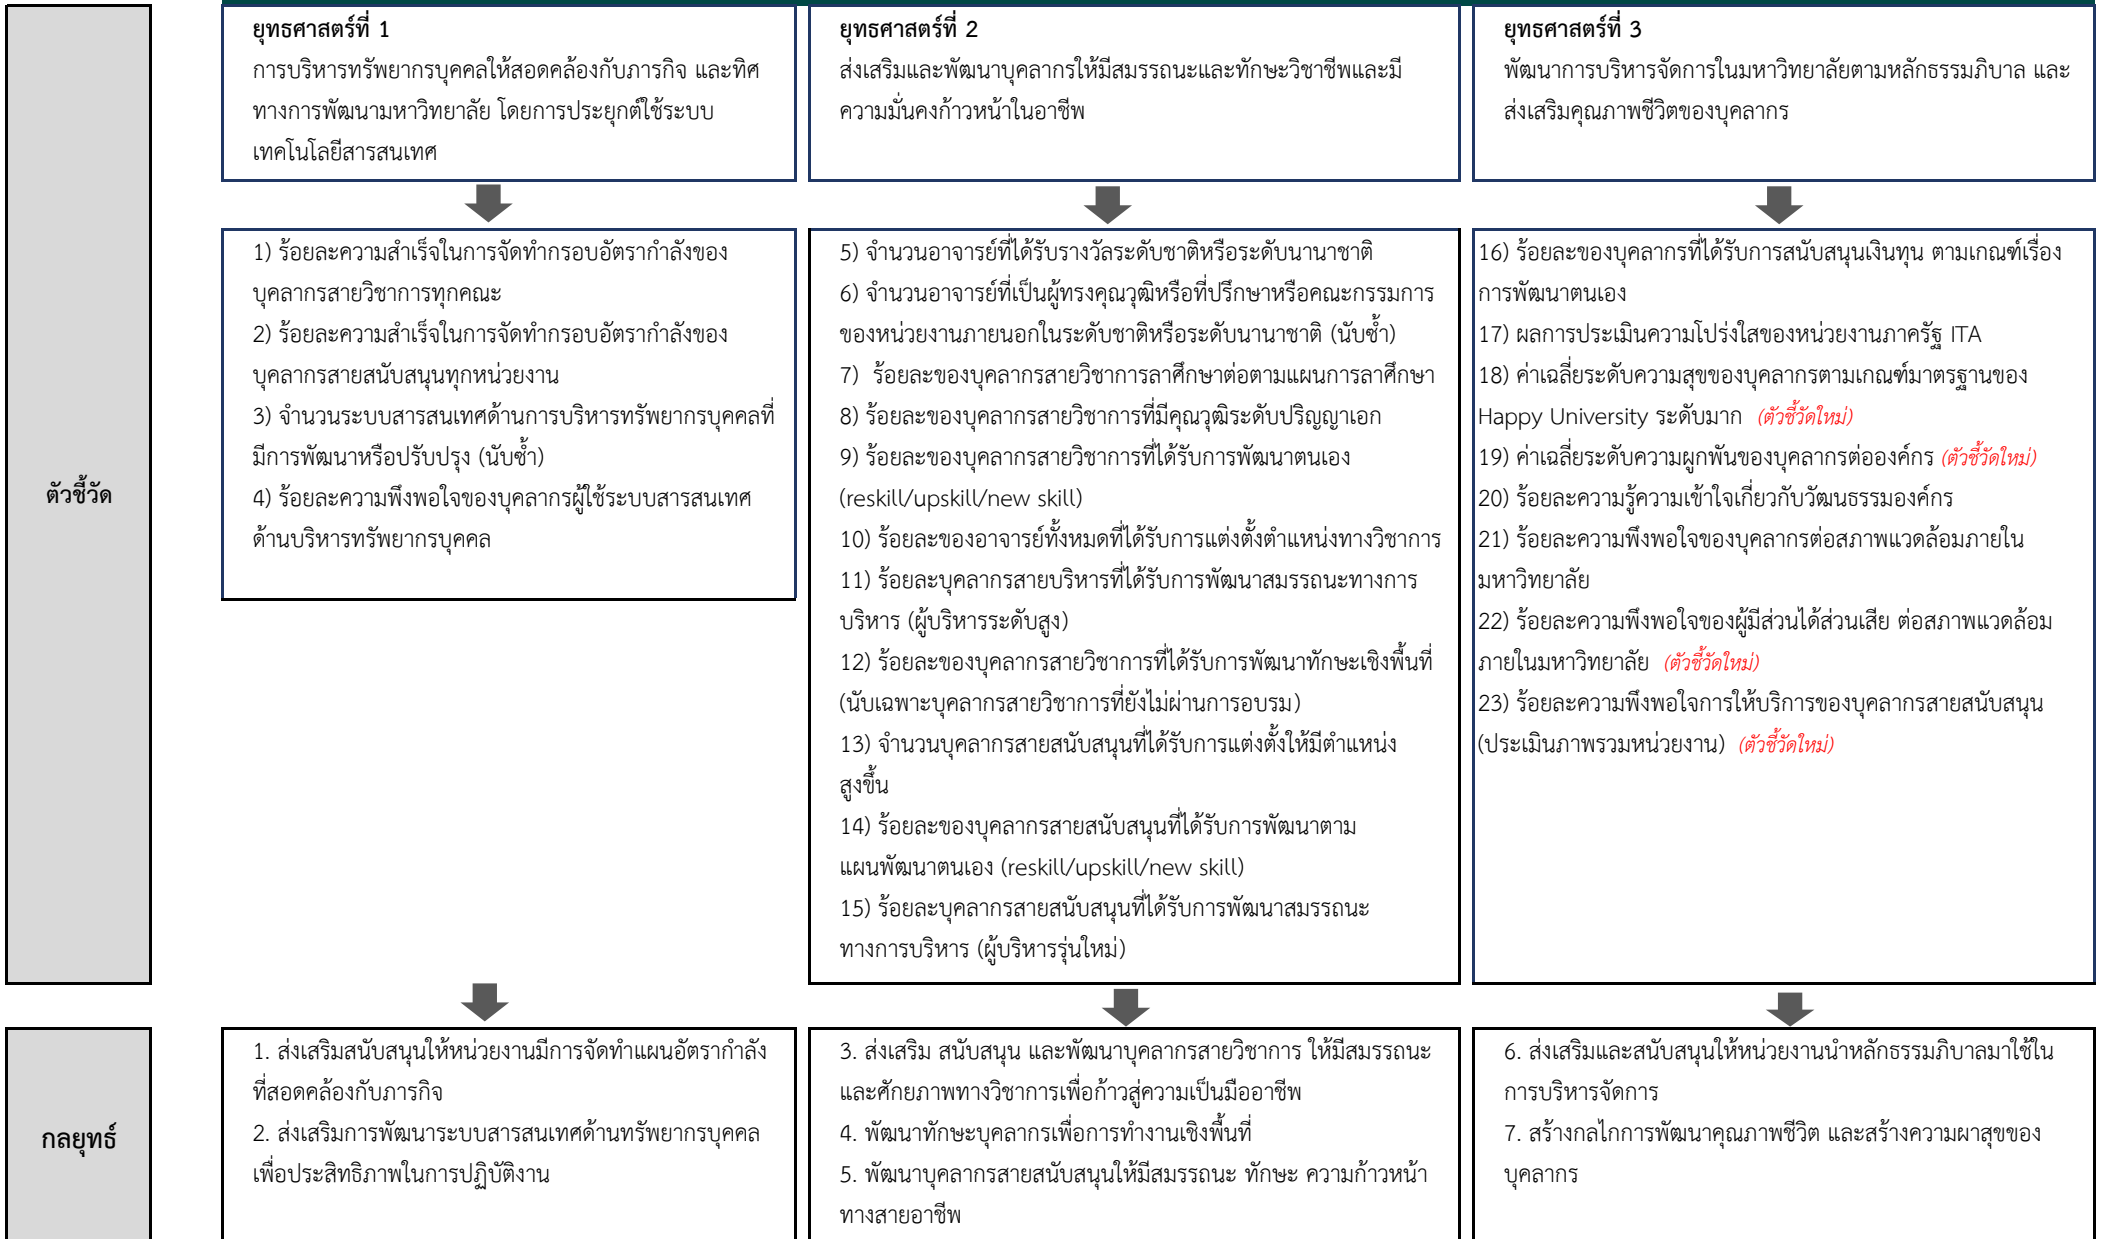 ยุทธศาสตร์ที่ 1
การบริหารทรัพยากรบุคคลให้สอดคล้องกับภารกิจ และทิศ
ทางการพัฒนามหาวิทยาลัย โดยการประยุกต์ใช้ระบบ
เทคโนโลยีสารสนเทศ
ยุทธศาสตร์ที่ 2
ส่งเสริมและพัฒนาบุคลากรให้มีสมรรถนะและทักษะวิชาชีพและมี
ความมั่นคงก้าวหน้าในอาชีพ
ยุทธศาสตร์ที่ 3
พัฒนาการบริหารจัดการในมหาวิทยาลัยตามหลักธรรมภิบาล และ
ส่งเสริมคุณภาพชีวิตของบุคลากร
ตัวชี้วัด
1) ร้อยละความสำเร็จในการจัดทำกรอบอัตรากำลังของ
บุคลากรสายวิชาการทุกคณะ
2) ร้อยละความสำเร็จในการจัดทำกรอบอัตรากำลังของ
บุคลากรสายสนับสนุนทุกหน่วยงาน
3) จำนวนระบบสารสนเทศด้านการบริหารทรัพยากรบุคคลที่
มีการพัฒนาหรือปรับปรุง (นับซ้ำ)
4) ร้อยละความพึงพอใจของบุคลากรผู้ใช้ระบบสารสนเทศ
ด้านบริหารทรัพยากรบุคคล
5) จำนวนอาจารย์ที่ได้รับรางวัลระดับชาติหรือระดับนานาชาติ
6) จำนวนอาจารย์ที่เป็นผู้ทรงคุณวุฒิหรือที่ปรึกษาหรือคณะกรรมการ
ของหน่วยงานภายนอกในระดับชาติหรือระดับนานาชาติ (นับซ้ำ)
7) ร้อยละของบุคลากรสายวิชาการลาศึกษาต่อตามแผนการลาศึกษา
8) ร้อยละของบุคลากรสายวิชาการที่มีคุณวุฒิระดับปริญญาเอก
9) ร้อยละของบุคลากรสายวิชาการที่ได้รับการพัฒนาตนเอง
(reskill/upskill/new skill)
10) ร้อยละของอาจารย์ทั้งหมดที่ได้รับการแต่งตั้งตำแหน่งทางวิชาการ
11) ร้อยละบุคลากรสายบริหารที่ได้รับการพัฒนาสมรรถนะทางการ
บริหาร (ผู้บริหารระดับสูง)
12) ร้อยละของบุคลากรสายวิชาการที่ได้รับการพัฒนาทักษะเชิงพื้นที่
(นับเฉพาะบุคลากรสายวิชาการที่ยังไม่ผ่านการอบรม)
13) จำนวนบุคลากรสายสนับสนุนที่ได้รับการแต่งตั้งให้มีตำแหน่ง
สูงขึ้น
14) ร้อยละของบุคลากรสายสนับสนุนที่ได้รับการพัฒนาตาม
แผนพัฒนาตนเอง (reskill/upskill/new skill)
15) ร้อยละบุคลากรสายสนับสนุนที่ได้รับการพัฒนาสมรรถนะ
ทางการบริหาร (ผู้บริหารรุ่นใหม่)
16) ร้อยละของบุคลากรที่ได้รับการสนับสนุนเงินทุน ตามเกณฑ์เรื่อง
การพัฒนาตนเอง
17) ผลการประเมินความโปร่งใสของหน่วยงานภาครัฐ ITA
18) ค่าเฉลี่ยระดับความสุขของบุคลากรตามเกณฑ์มาตรฐานของ
Happy University ระดับมาก (ตัวชี้วัดใหม่)
19) ค่าเฉลี่ยระดับความผูกพันของบุคลากรต่อองค์กร (ตัวชี้วัดใหม่)
20) ร้อยละความรู้ความเข้าใจเกี่ยวกับวัฒนธรรมองค์กร
21) ร้อยละความพึงพอใจของบุคลากรต่อสภาพแวดล้อมภายใน
มหาวิทยาลัย
22) ร้อยละความพึงพอใจของผู้มีส่วนได้ส่วนเสีย ต่อสภาพแวดล้อม
ภายในมหาวิทยาลัย (ตัวชี้วัดใหม่)
23) ร้อยละความพึงพอใจการให้บริการของบุคลากรสายสนับสนุน
(ประเมินภาพรวมหน่วยงาน) (ตัวชี้วัดใหม่)
กลยุทธ์
1. ส่งเสริมสนับสนุนให้หน่วยงานมีการจัดทำแผนอัตรากำลัง
ที่สอดคล้องกับภารกิจ
2. ส่งเสริมการพัฒนาระบบสารสนเทศด้านทรัพยากรบุคคล
เพื่อประสิทธิภาพในการปฏิบัติงาน
3. ส่งเสริม สนับสนุน และพัฒนาบุคลากรสายวิชาการ ให้มีสมรรถนะ
และศักยภาพทางวิชาการเพื่อก้าวสู่ความเป็นมืออาชีพ
4. พัฒนาทักษะบุคลากรเพื่อการทำงานเชิงพื้นที่
5. พัฒนาบุคลากรสายสนับสนุนให้มีสมรรถนะ ทักษะ ความก้าวหน้า
ทางสายอาชีพ
6. ส่งเสริมและสนับสนุนให้หน่วยงานนำหลักธรรมภิบาลมาใช้ใน
การบริหารจัดการ
7. สร้างกลไกการพัฒนาคุณภาพชีวิต และสร้างความผาสุขของ
บุคลากร